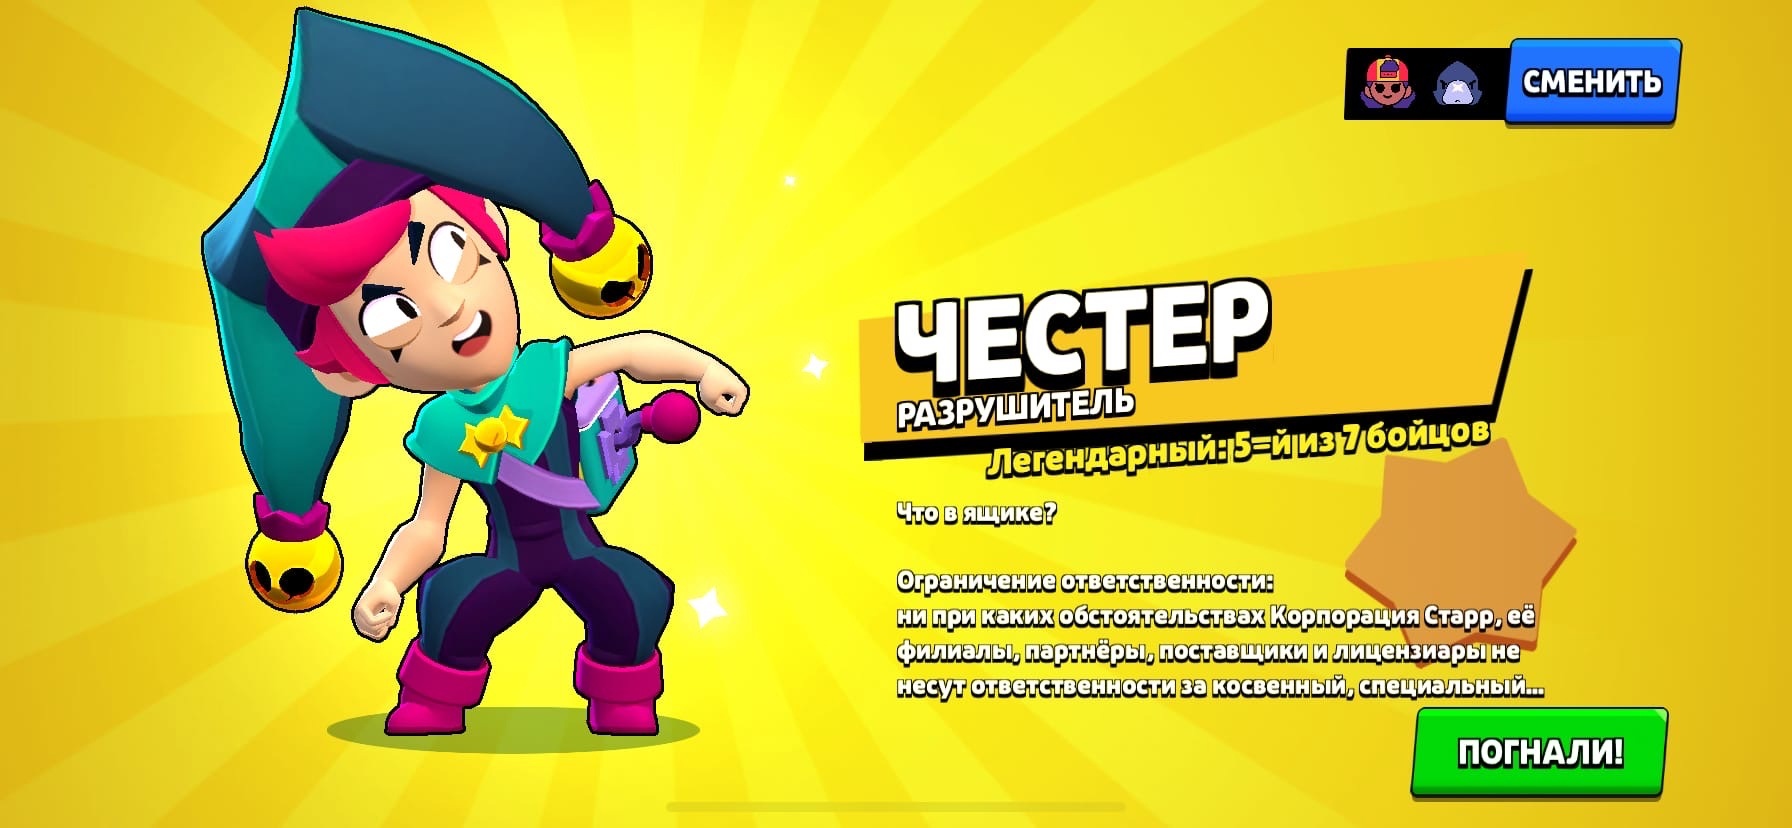 СМЕНИТЬ
ЧЕСТЕР
РАЗРУШИТЕЛЬ
Легендарный: 5=й из 7 бойцов
Что в ящике?
Ограничение ответственности:
ни при каких обстоятельствах Корпорация Старр, её
филиалы, партнёры, поставщики и лицензиары не
несут ответственности за косвенный, специальный...
ПОГНАЛИ!